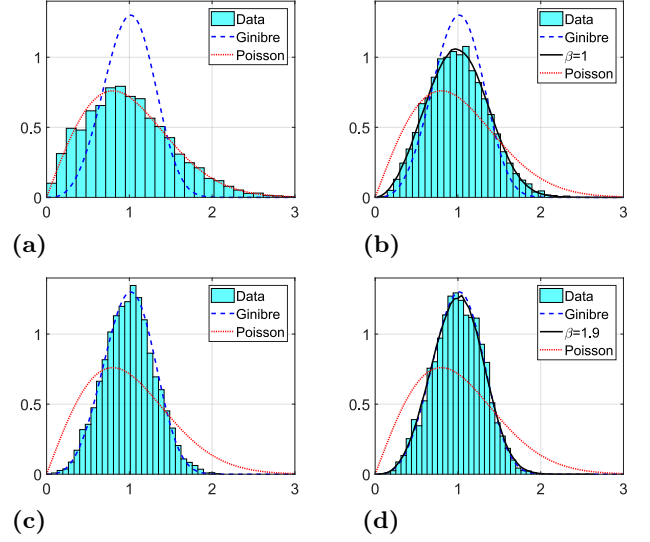 Data
Ginibre
Poisson
1
0.5
0
0
1
2
3
(a)
Data
Ginibre
β=1
Poisson
1
0.5
0
0
1
2
3
(b)
Data
Ginibre
Poisson
1
0.5
0
0
1
2
3
(c)
Data
Ginibre
β=1.9
Poisson
1
0.5
0
0
1
2
3
(d)